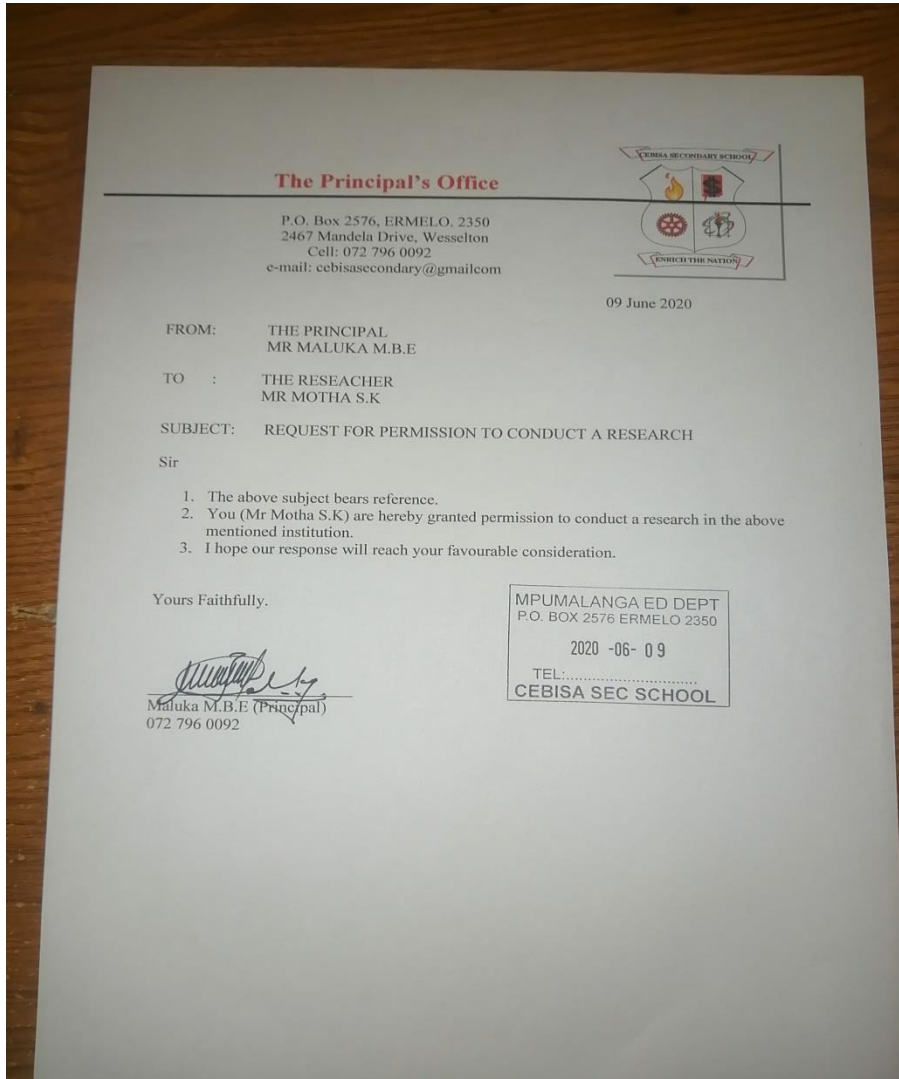 CEBISA SECONDARY SCHOOL
The Principal's Office
P.O. Box 2576, ERMELO. 2350
2467 Mandela Drive, Wesselton
Cell: 072 796 0092
e-mail: cebisasecondary@gmailcom
ENRICH THE NATION
09 June 2020
FROM: THE PRINCIPAL
MR MALUKA M.B.E
TO : THE RESEACHER
MR MOTHA S.K
SUBJECT: REQUEST FOR PERMISSION TO CONDUCT A RESEARCH
Sir
1. The above subject bears reference.
2. You (Mr Motha S.K) are hereby granted permission to conduct a research in the above
mentioned institution.
3. I hope our response will reach your favourable consideration.
Yours Faithfully.
MPUMALANGA ED DEPT
P.O. BOX 2576 ERMELO 2350
2020 -06- 09
TEL:..............................
CEBISA SEC SCHOOL
Maluka M.B.E (Principal)
072 796 0092